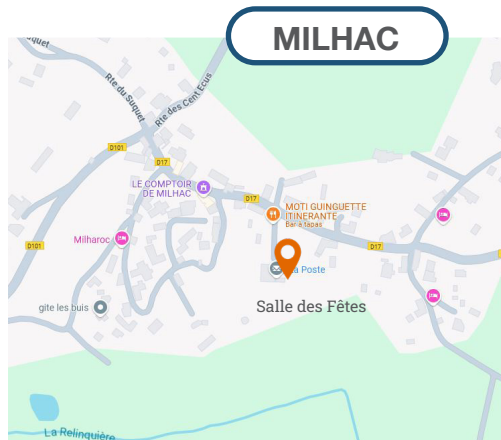 MILHAC
Suquet
Rte du Suquet
Rte des Cent Ecus
D101
D17
LE COMPTOIR
DE MILHAC
D17
MOTI GUINGUETTE
ITINERANTE
Bar à tapas
Milharoc
D101
D17
La Poste
Salle des Fêtes
gite les buis
La Relinquière